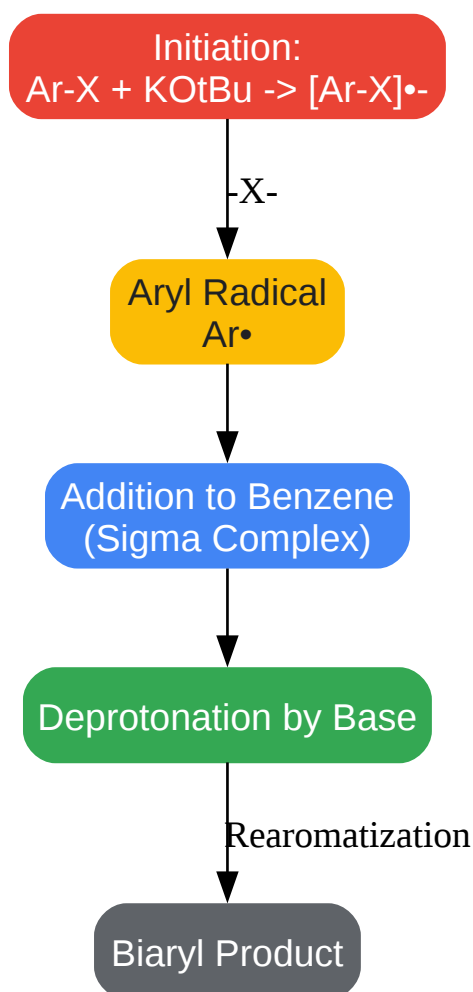 Initiation:
Ar-X + KOtBu -> [Ar-X]•-
-X-
Aryl Radical
Ar•
Addition to Benzene
(Sigma Complex)
Deprotonation by Base
Rearomatization
Biaryl Product